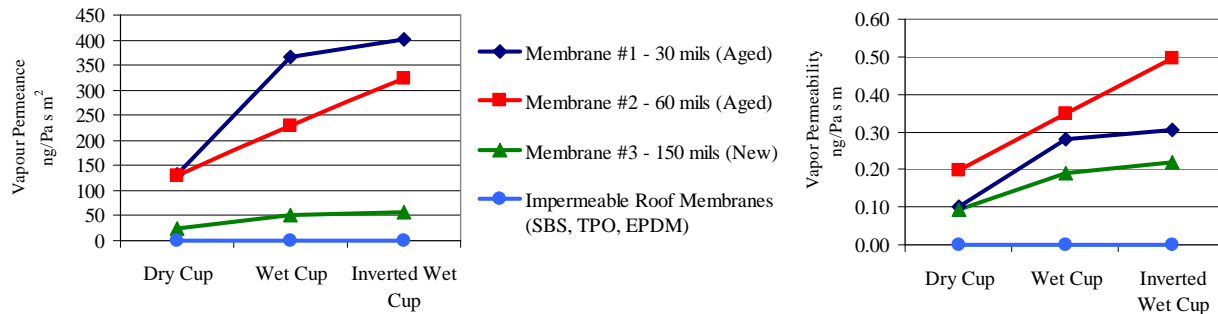 Vapour Permeance
ng/Pa s m²
450
400
350
300
250
200
150
100
50
0
Dry Cup
Wet Cup
Inverted Wet
Cup
Membrane #1 - 30 mils (Aged)
Membrane #2 - 60 mils (Aged)
Membrane #3 - 150 mils (New)
Impermeable Roof Membranes
(SBS, TPO, EPDM)
Vapor Permeability
ng/Pa s m
0.60
0.50
0.40
0.30
0.20
0.10
0.00
Dry Cup
Wet Cup
Inverted
Wet Cup